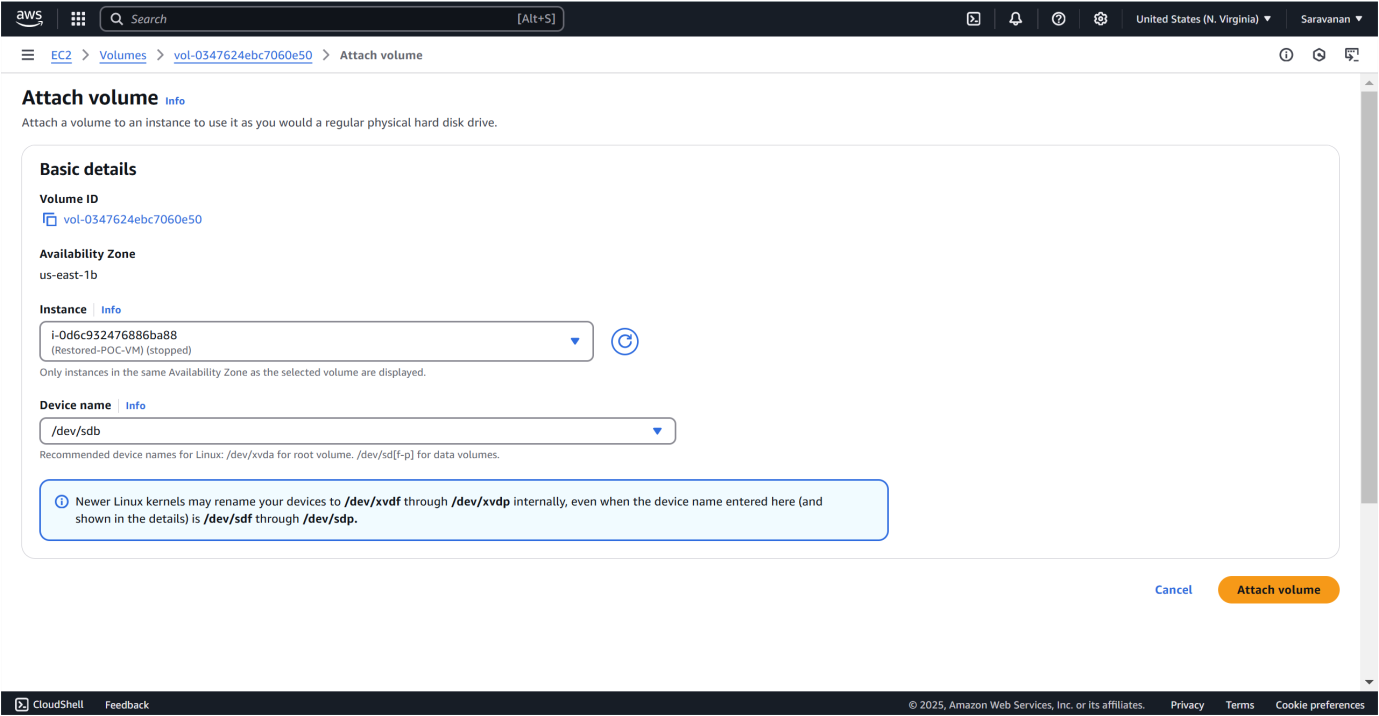 aws
Search [Alt+S]
United States (N. Virginia)
Saravanan
EC2 Volumes vol-0347624ebc7060e50 Attach volume
Attach volume Info
Attach a volume to an instance to use it as you would a regular physical hard disk drive.
Basic details
Volume ID
vol-0347624ebc7060e50
Availability Zone
us-east-1b
Instance Info
i-0d6c932476886ba88
(Restored-POC-VM) (stopped)
Only instances in the same Availability Zone as the selected volume are displayed.
Device name Info
/dev/sdb
Recommended device names for Linux: /dev/xvda for root volume. /dev/sd[f-p] for data volumes.
Newer Linux kernels may rename your devices to /dev/xvdf through /dev/xvdp internally, even when the device name entered here (and
shown in the details) is /dev/sdf through /dev/sdp.
Cancel Attach volume
CloudShell Feedback © 2025, Amazon Web Services, Inc. or its affiliates. Privacy Terms Cookie preferences